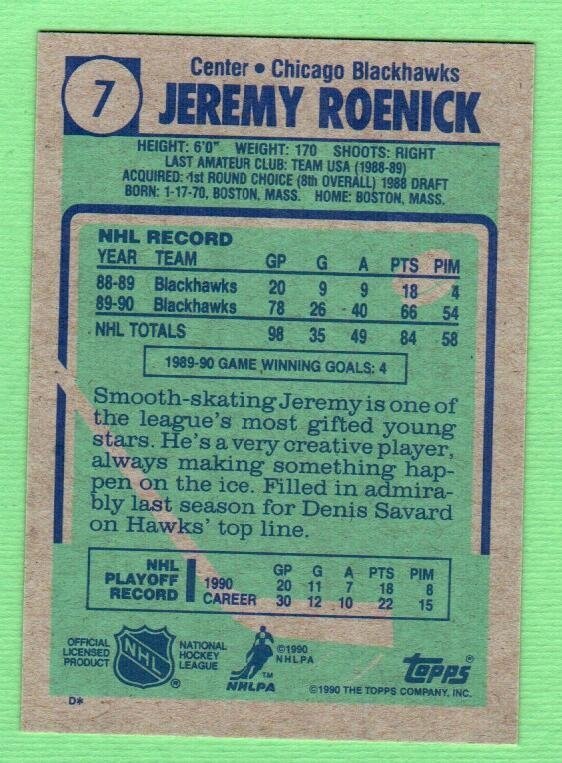 7
Center • Chicago Blackhawks
JEREMY ROENICK
HEIGHT: 6'0" WEIGHT: 170 SHOOTS: RIGHT
LAST AMATEUR CLUB: TEAM USA (1988-89)
ACQUIRED: 1st ROUND CHOICE (8th OVERALL) 1988 DRAFT
BORN: 1-17-70, BOSTON, MASS. HOME: BOSTON, MASS.
NHL RECORD
YEAR TEAM GP G A PTS PIM
88-89 Blackhawks 20 9 9 18 4
89-90 Blackhawks 78 26 40 66 54
NHL TOTALS 98 35 49 84 58
1989-90 GAME WINNING GOALS: 4
Smooth-skating Jeremy is one of
the league's most gifted young
stars. He's a very creative player,
always making something hap-
pen on the ice. Filled in admira-
bly last season for Denis Savard
on Hawks' top line.
NHL
PLAYOFF
RECORD
GP G A PTS PIM
1990 20 11 7 18 8
CAREER 30 12 10 22 15
OFFICIAL
LICENSED
PRODUCT
NHL
®
NATIONAL
HOCKEY
LEAGUE
©1990
NHLPA
TM
NHLPA
topps®
©1990 THE TOPPS COMPANY, INC.
D*